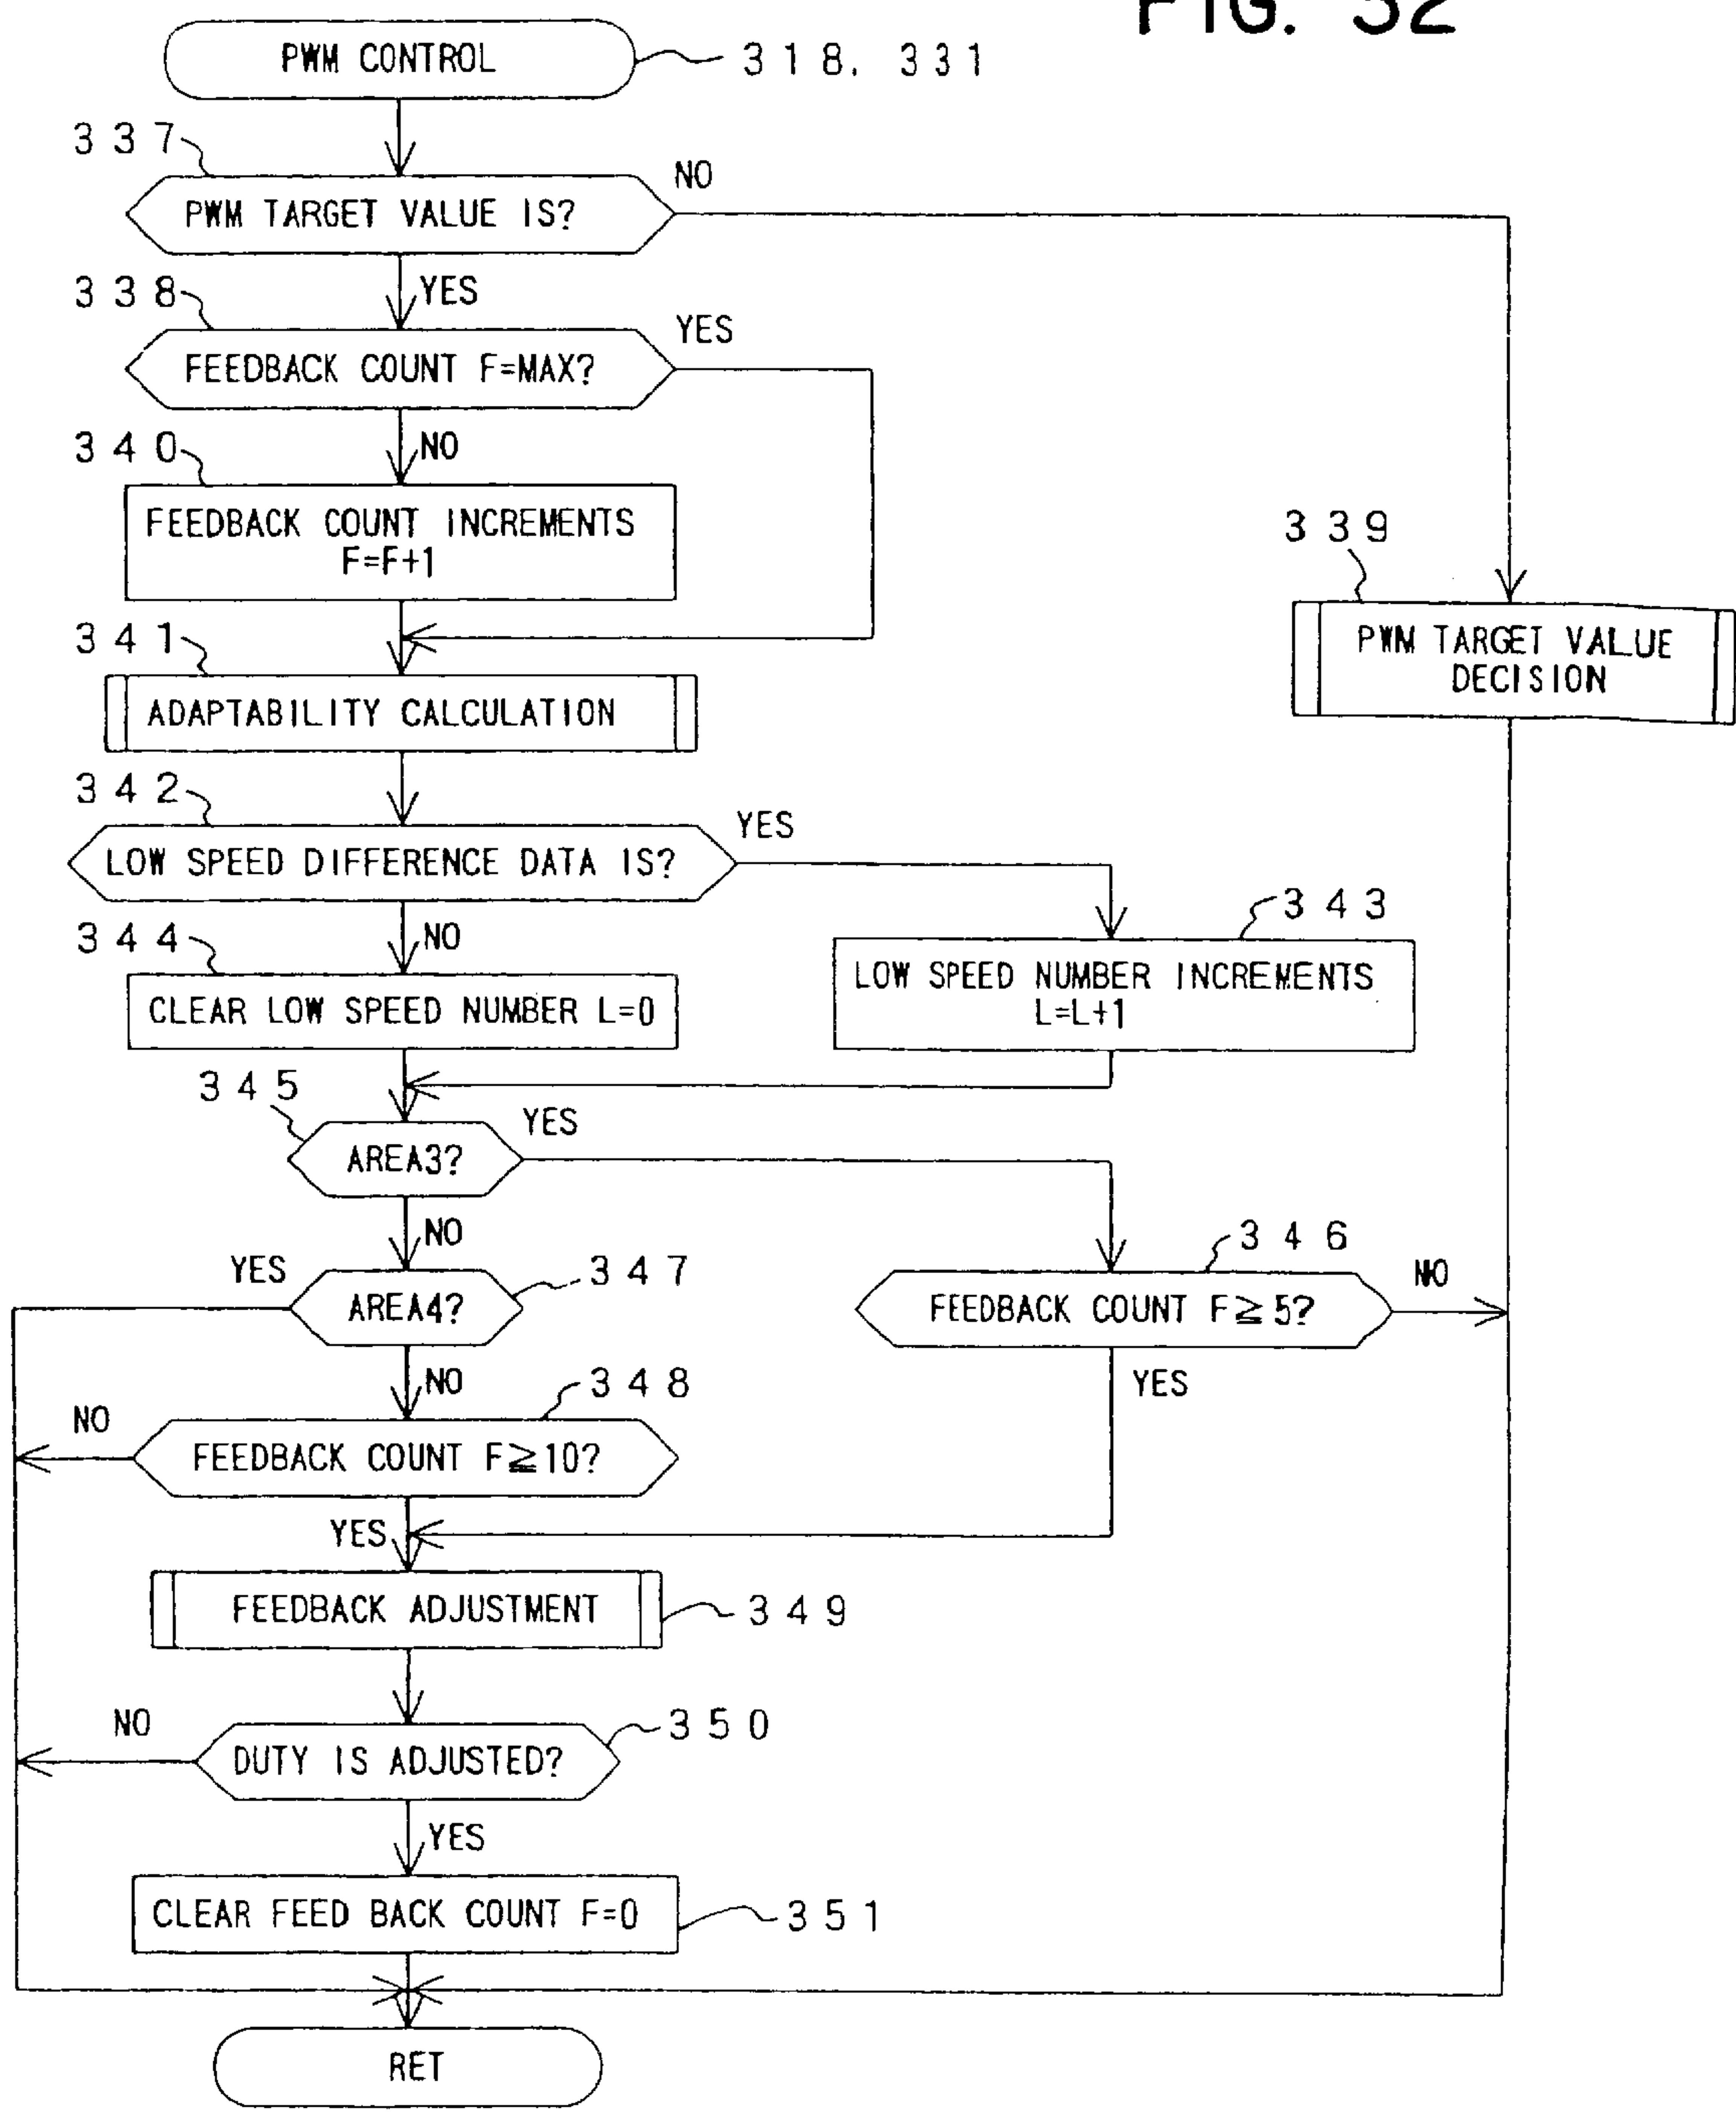 FIG. 32
PWM CONTROL
318, 331
337
PWM TARGET VALUE IS?
NO
YES
338
FEEDBACK COUNT F=MAX?
YES
NO
340
FEEDBACK COUNT INCREMENTS
F=F+1
339
PWM TARGET VALUE
DECISION
341
ADAPTABILITY CALCULATION
342
LOW SPEED DIFFERENCE DATA IS?
YES
NO
343
LOW SPEED NUMBER INCREMENTS
L=L+1
344
CLEAR LOW SPEED NUMBER L=0
345
AREA3?
YES
NO
346
FEEDBACK COUNT F≧5?
NO
YES
347
AREA4?
YES
NO
348
FEEDBACK COUNT F≧10?
NO
YES
FEEDBACK ADJUSTMENT
349
350
DUTY IS ADJUSTED?
NO
YES
CLEAR FEED BACK COUNT F=0
351
RET